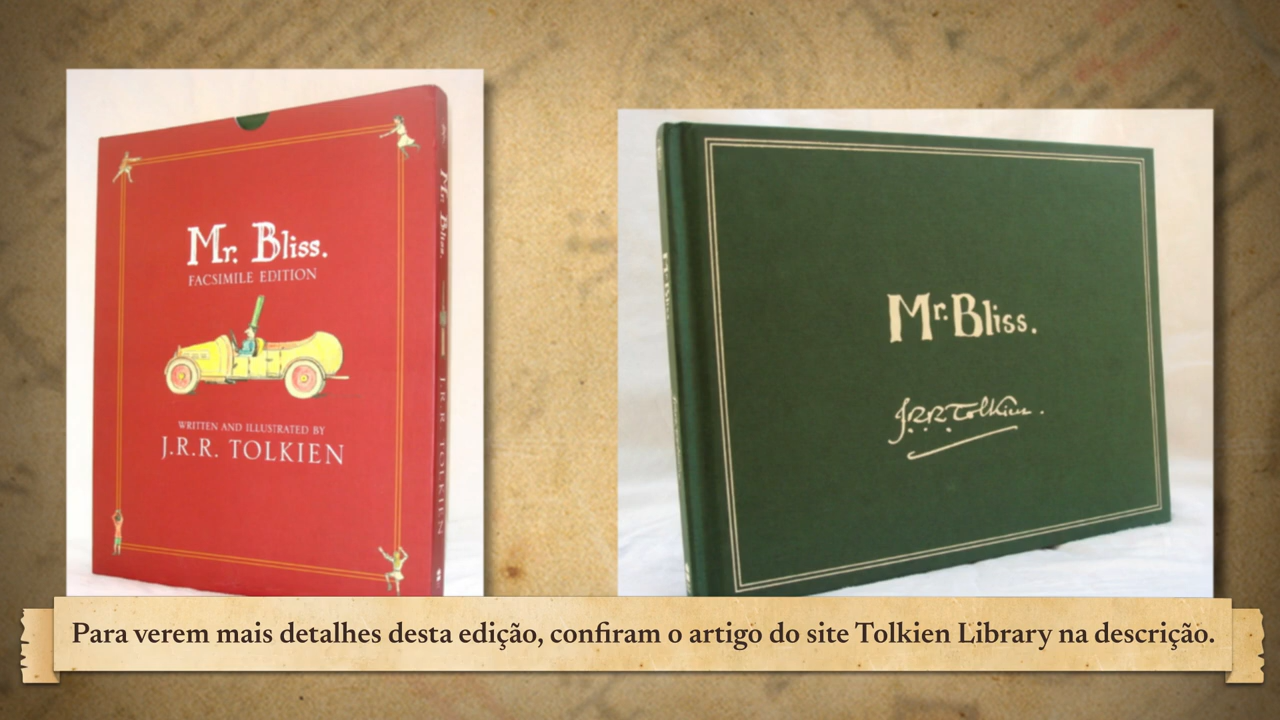 Mr. Bliss.
FACSIMILE EDITION
WRITTEN AND ILLUSTRATED BY
J.R.R. TOLKIEN
Mr. Bliss.
J.R.R. TOLKIEN
Mr. Bliss.
J.R.R. Tolkien.
Para verem mais detalhes desta edição, confiram o artigo do site Tolkien Library na descrição.